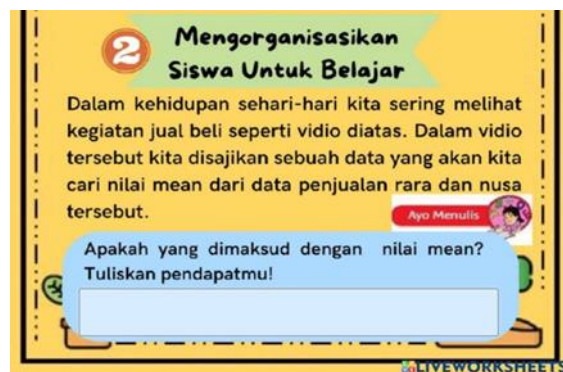 2
Mengorganisasikan
Siswa Untuk Belajar
Dalam kehidupan sehari-hari kita sering melihat
kegiatan jual beli seperti vidio diatas. Dalam vidio
tersebut kita disajikan sebuah data yang akan kita
cari nilai mean dari data penjualan rara dan nusa
tersebut.
Ayo Menulis
Apakah yang dimaksud dengan nilai mean?
Tuliskan pendapatmu!
LIVEWORKSHEETS